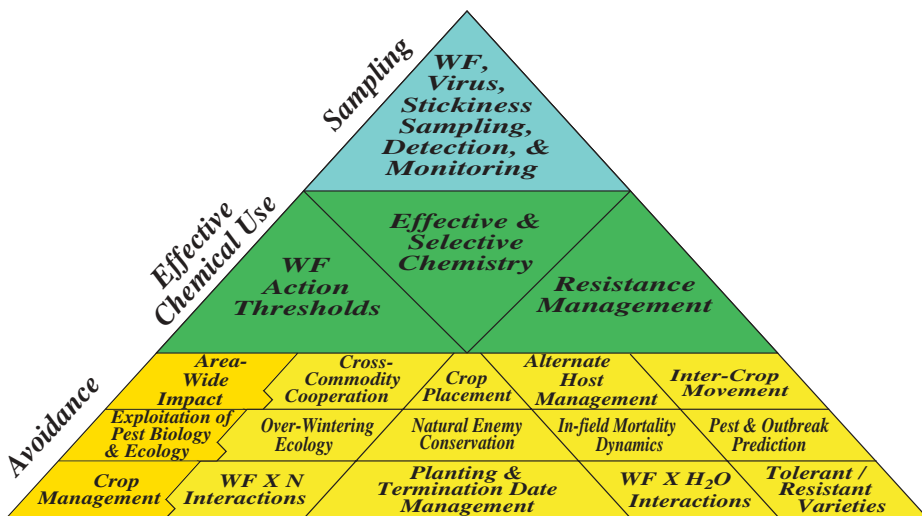 Sampling
WF,
Virus,
Stickiness
Sampling,
Detection, &
Monitoring
Effective
Chemical Use
WF
Action
Thresholds
Effective &
Selective
Chemistry
Resistance
Management
Avoidance
Area-
Wide
Impact
Cross-
Commodity
Cooperation
Crop
Placement
Alternate
Host
Management
Inter-Crop
Movement
Exploitation of
Pest Biology
& Ecology
Over-Wintering
Ecology
Natural Enemy
Conservation
In-field Mortality
Dynamics
Pest & Outbreak
Prediction
Crop
Management
WF X N
Interactions
Planting &
Termination Date
Management
WF X H₂O
Interactions
Tolerant /
Resistant
Varieties